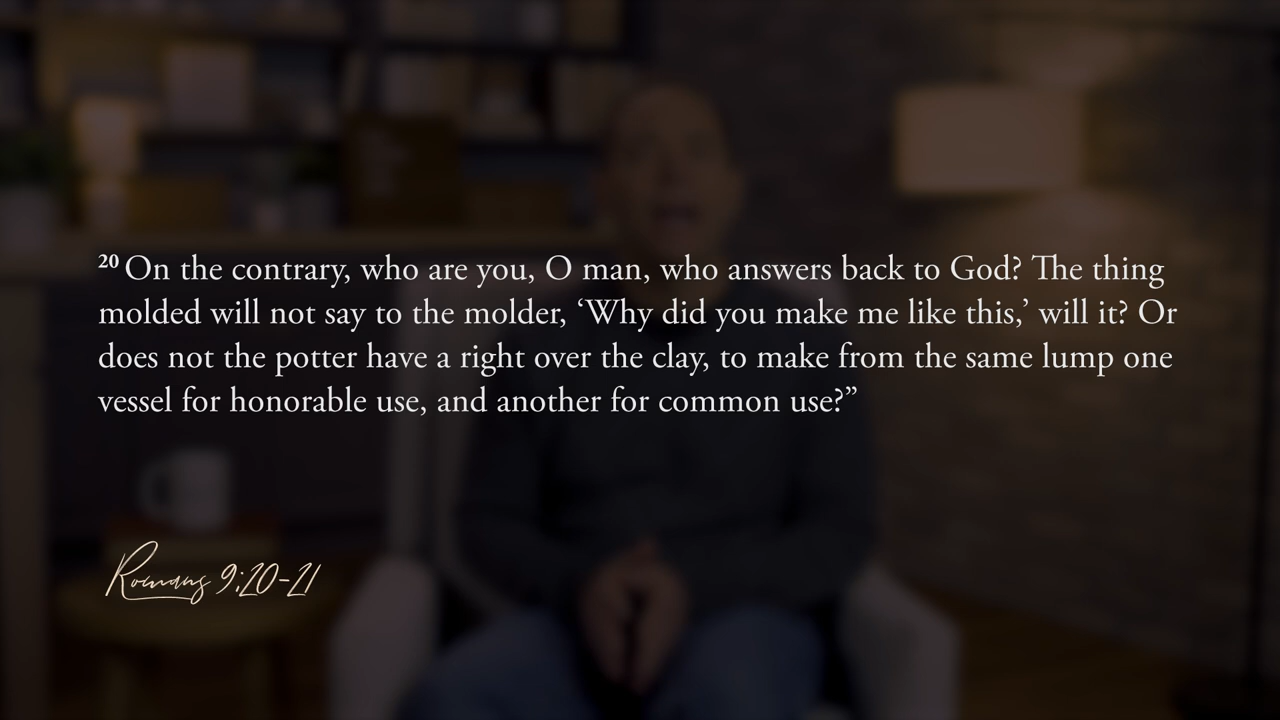 20 On the contrary, who are you, O man, who answers back to God? The thing
molded will not say to the molder, ‘Why did you make me like this,’ will it? Or
does not the potter have a right over the clay, to make from the same lump one
vessel for honorable use, and another for common use?”
Romans 9:20-21